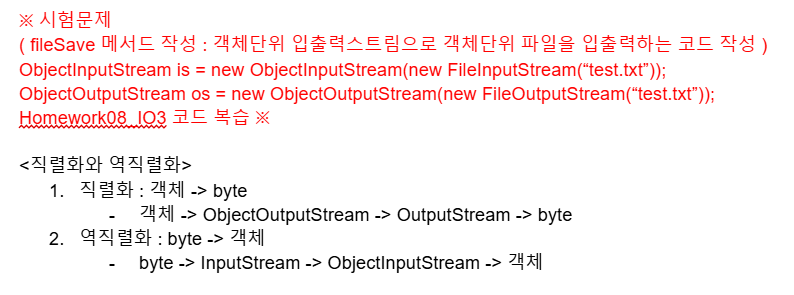 ※ 시험문제
( fileSave 메서드 작성 : 객체단위 입출력스트림으로 객체단위 파일을 입출력하는 코드 작성 )
ObjectInputStream is = new ObjectInputStream(new FileInputStream(“test.txt”));
ObjectOutputStream os = new ObjectOutputStream(new FileOutputStream(“test.txt”));
Homework08_IO3 코드 복습 ※
<직렬화와 역직렬화>
1. 직렬화 : 객체 -> byte
- 객체 -> ObjectOutputStream -> OutputStream -> byte
2. 역직렬화 : byte -> 객체
- byte -> InputStream -> ObjectInputStream -> 객체